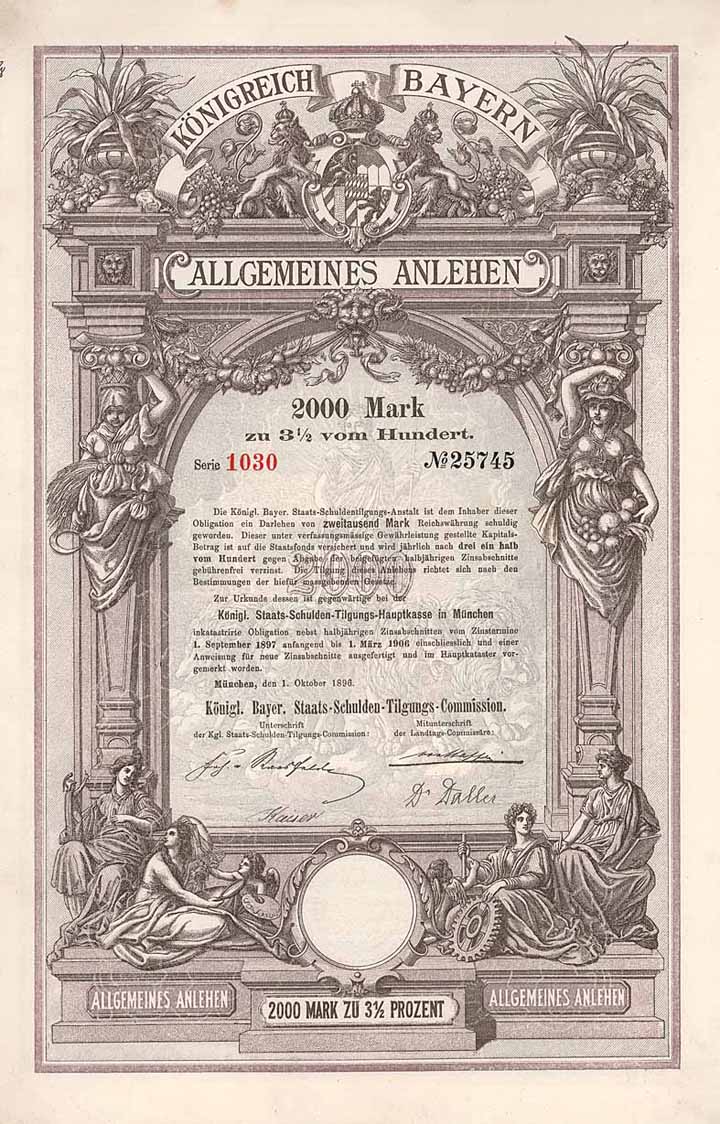 KÖNIGREICH BAYERN
ALLGEMEINES ANLEHEN
2000 Mark
zu 3½ vom Hundert.
Serie 1030 № 25745
2000
Die Königl. Bayer. Staats-Schuldentilgungs-Anstalt ist dem Inhaber dieser
Obligation ein Darlehen von zweitausend Mark Reichswährung schuldig
geworden. Dieser unter verfassungsmässige Gewährleistung gestellte Kapitals-
Betrag ist auf die Staatsfonds versichert und wird jährlich nach drei ein halb
vom Hundert gegen Abgabe der beigefügten halbjährigen Zinsabschnitte
gebührenfrei verzinst. Die Tilgung dieses Anlehens richtet sich nach den
Bestimmungen der hiefür massgebenden Gesetze.
Zur Urkunde dessen ist gegenwärtige bei der
Königl. Staats-Schulden-Tilgungs-Hauptkasse in München
inkatastrirte Obligation nebst halbjährigen Zinsabschnitten vom Zinstermine
1. September 1897 anfangend bis 1. März 1906 einschliesslich und einer
Anweisung für neue Zinsabschnitte ausgefertigt und im Hauptkataster vor-
gemerkt worden.
München, den 1. Oktober 1896.
Königl. Bayer. Staats-Schulden-Tilgungs-Commission.
Unterschrift
der Kgl. Staats-Schulden-Tilgungs-Commission:
Mitunterschrift
der Landtags-Commissäre:
Dr Daller
ALLGEMEINES ANLEHEN
2000 MARK ZU 3½ PROZENT
ALLGEMEINES ANLEHEN